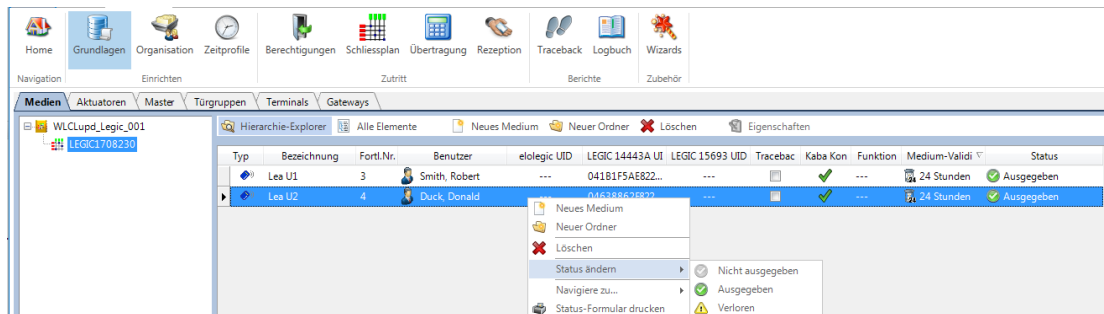 Home Grundlagen Organisation Zeitprofile Berechtigungen Schliessplan Übertragung Rezeption Traceback Logbuch Wizards
Navigation Einrichten Zutritt Berichte Zubehör
Medien Aktuatoren Master Türgruppen Terminals Gateways
WLCLupd_Legic_001 Hierarchie-Explorer Alle Elemente Neues Medium Neuer Ordner Löschen Eigenschaften
LEGIC1708230
Typ Bezeichnung Fortl.Nr. Benutzer elolegic UID LEGIC 14443A UI LEGIC 15693 UID Tracebac Kaba Kon Funktion Medium-Validi Status
Lea U1 3 Smith, Robert --- 041B1F5AE822... --- --- 24 Stunden Ausgegeben
Lea U2 4 Duck, Donald --- --- --- 24 Stunden Ausgegeben
Neues Medium
Neuer Ordner
Löschen
Status ändern Nicht ausgegeben
Navigiere zu... Ausgegeben
Status-Formular drucken Verloren